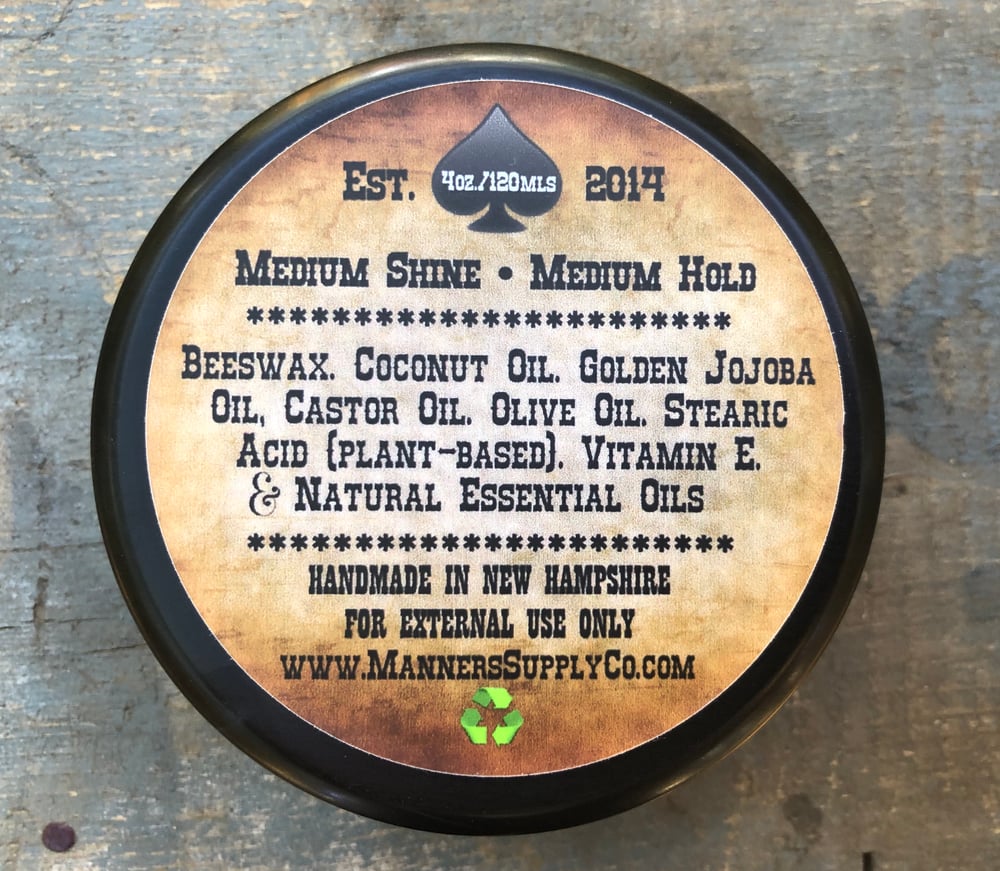 Est. 4oz./120mls 2014
Medium Shine • Medium Hold
***********************
Beeswax. Coconut Oil. Golden Jojoba
Oil, Castor Oil. Olive Oil. Stearic
Acid (plant-based). Vitamin E.
& Natural Essential Oils
***********************
HANDMADE IN NEW HAMPSHIRE
FOR EXTERNAL USE ONLY
www.MannersSupplyCo.com